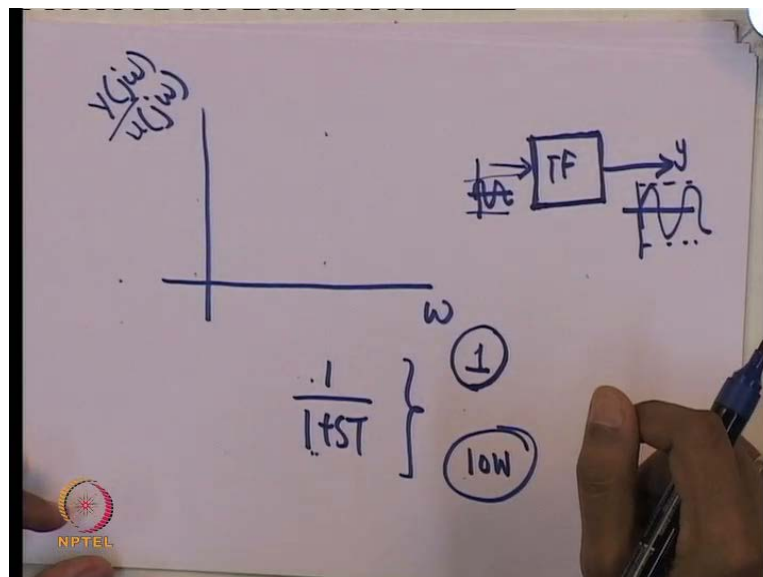 y(jω)
u(jω)
TF
y
ω
1
1+ST
1
low
NPTEL